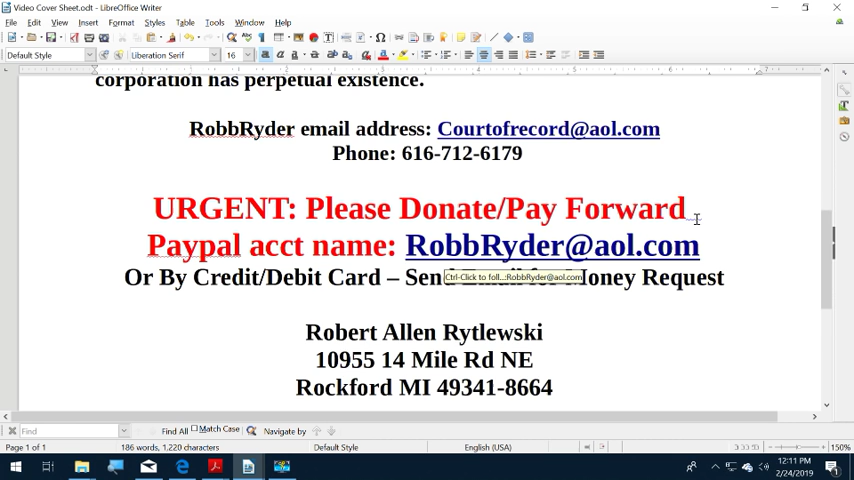 Video Cover Sheet.odt - LibreOffice Writer
File Edit View Insert Format Styles Table Tools Window Help
Default Style Liberation Serif 16
corporation has perpetual existence.
RobbRyder email address: Courtofrecord@aol.com
Phone: 616-712-6179
URGENT: Please Donate/Pay Forward
Paypal acct name: RobbRyder@aol.com
Or By Credit/Debit Card – Send Email for Money Request
Ctrl-Click to foll...:RobbRyder@aol.com
Robert Allen Rytlewski
10955 14 Mile Rd NE
Rockford MI 49341-8664
Find Find All Match Case Navigate by
Page 1 of 1 186 words, 1,220 characters Default Style English (USA) 150%
12:11 PM
2/24/2019